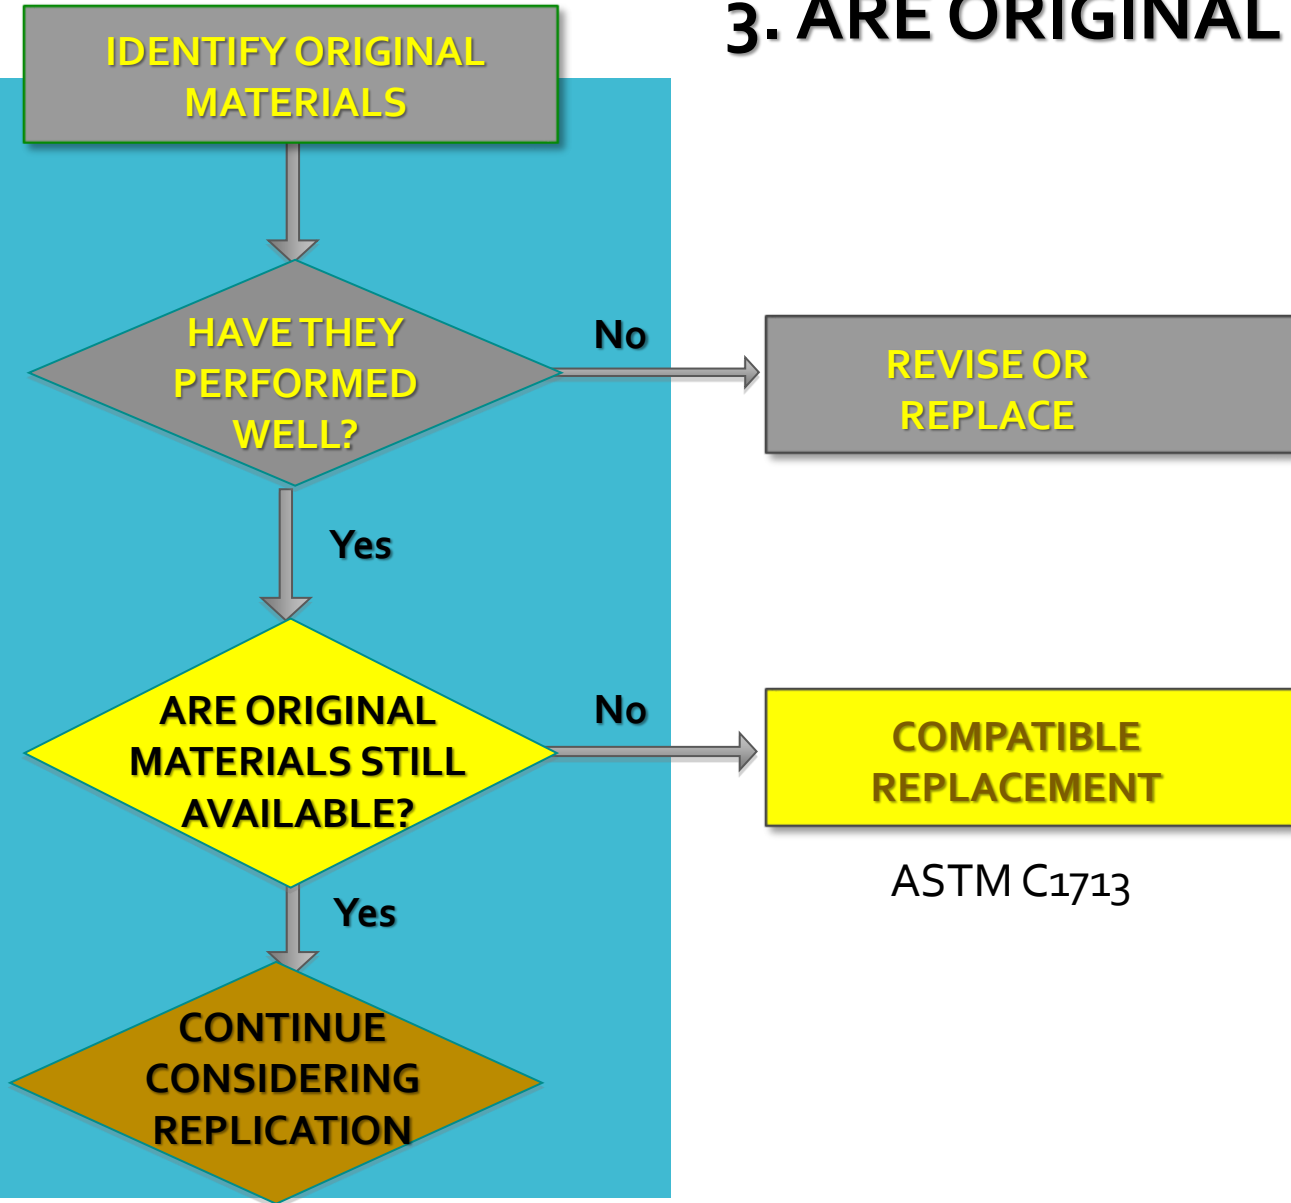 3. ARE ORIGINAL
IDENTIFY ORIGINAL
MATERIALS
HAVE THEY
PERFORMED
WELL?
No
REVISE OR
REPLACE
Yes
ARE ORIGINAL
MATERIALS STILL
AVAILABLE?
No
COMPATIBLE
REPLACEMENT
ASTM C1713
Yes
CONTINUE
CONSIDERING
REPLICATION